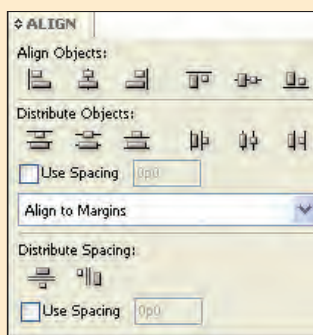 ALIGN
Align Objects:
Distribute Objects:
Use Spacing 0p0
Align to Margins
Distribute Spacing:
Use Spacing 0p0